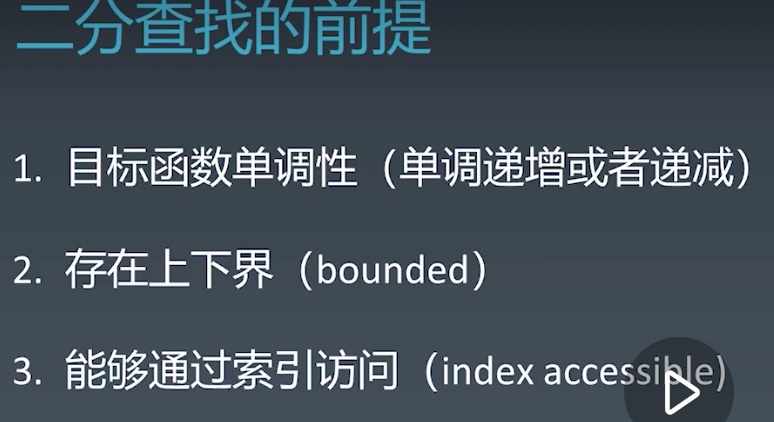 二分查找的前提
1. 目标函数单调性（单调递增或者递减）
2. 存在上下界（bounded）
3. 能够通过索引访问（index accessible)